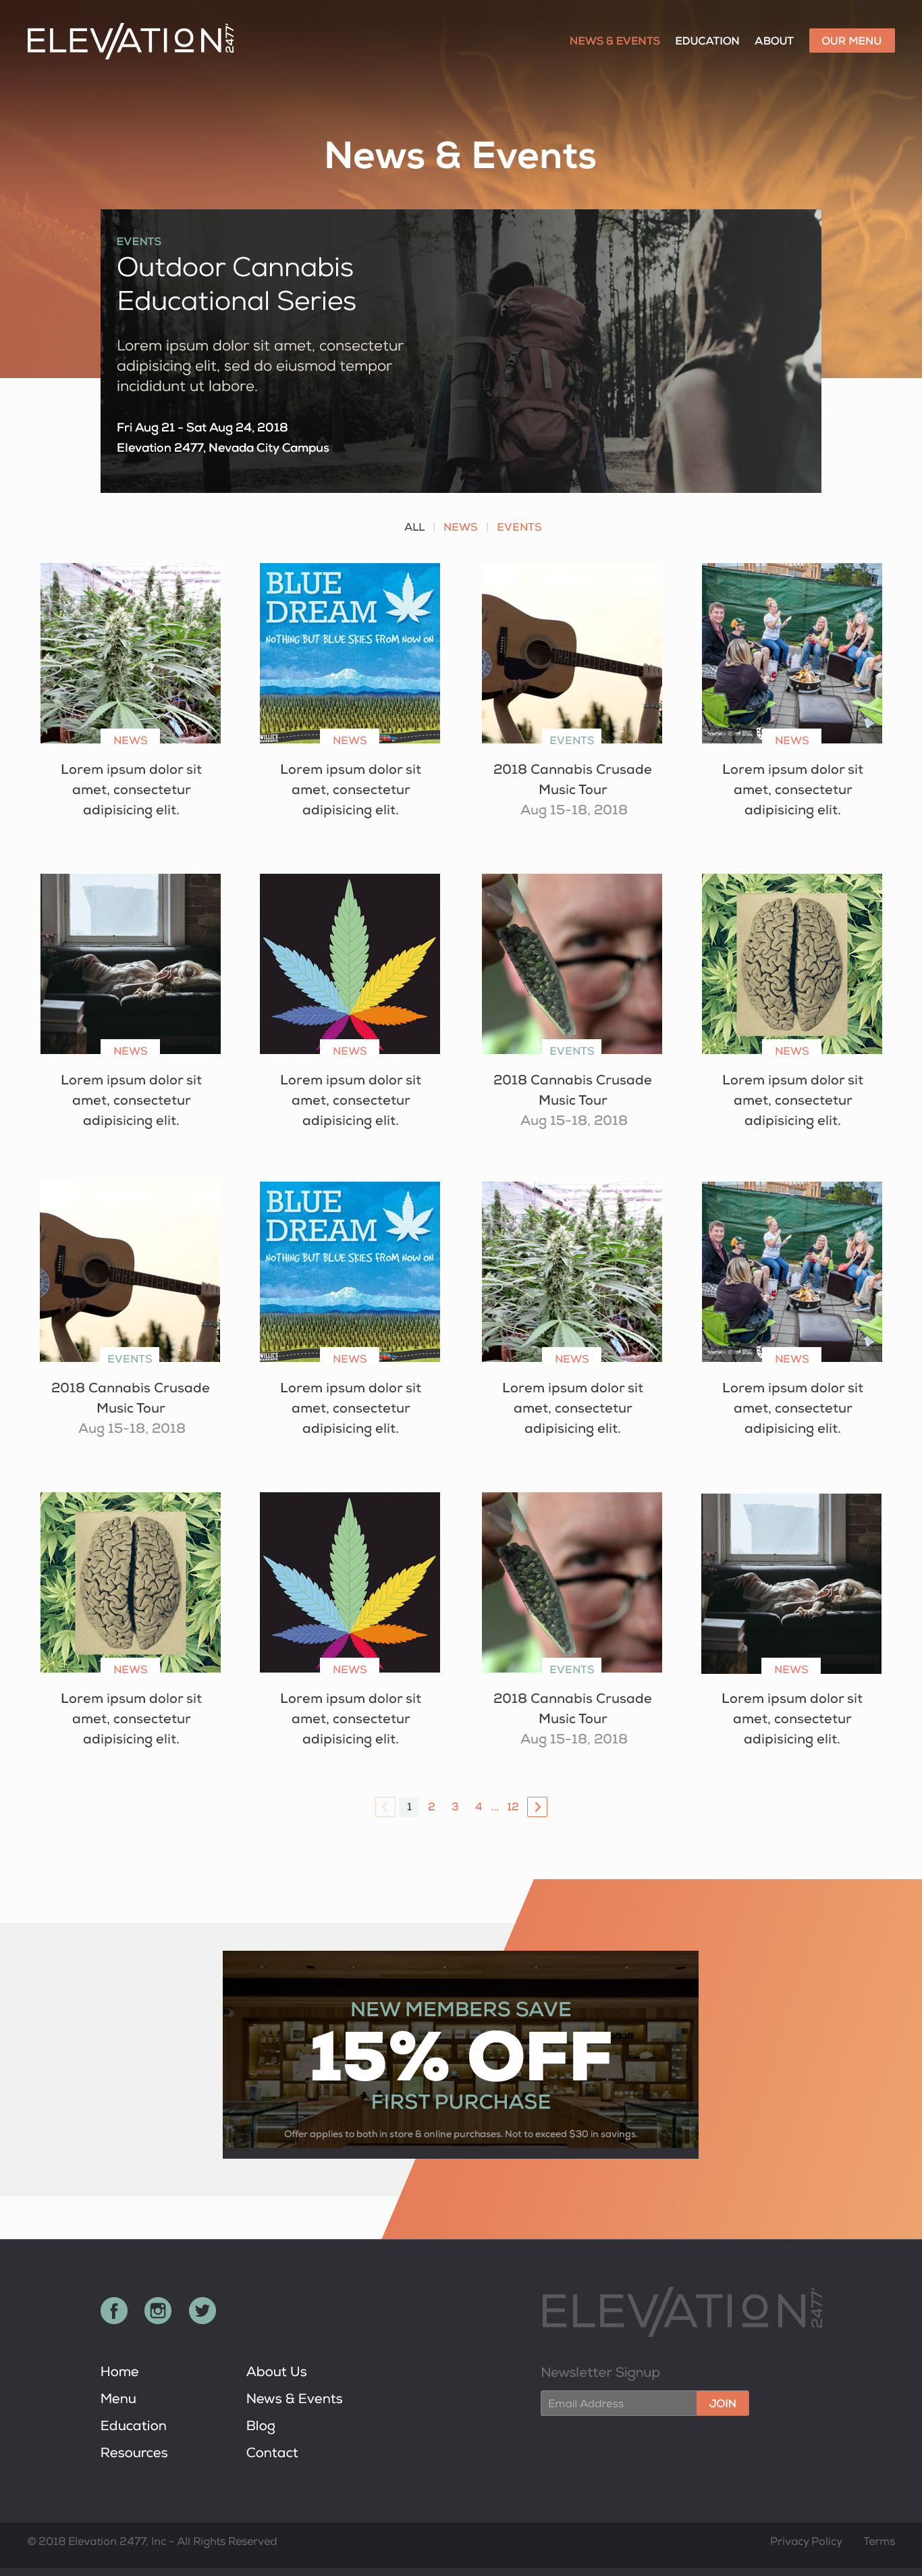 ELEVATION 2477'
NEWS & EVENTS EDUCATION ABOUT OUR MENU
News & Events
EVENTS
Outdoor Cannabis
Educational Series
Lorem ipsum dolor sit amet, consectetur
adipisicing elit, sed do eiusmod tempor
incididunt ut labore.
Fri Aug 21 - Sat Aug 24, 2018
Elevation 2477, Nevada City Campus
ALL | NEWS | EVENTS
NEWS
Lorem ipsum dolor sit
amet, consectetur
adipisicing elit.
BLUE
DREAM
NOTHING BUT BLUE SKIES FROM NOW ON
NEWS
Lorem ipsum dolor sit
amet, consectetur
adipisicing elit.
EVENTS
2018 Cannabis Crusade
Music Tour
Aug 15-18, 2018
NEWS
Lorem ipsum dolor sit
amet, consectetur
adipisicing elit.
NEWS
Lorem ipsum dolor sit
amet, consectetur
adipisicing elit.
NEWS
Lorem ipsum dolor sit
amet, consectetur
adipisicing elit.
EVENTS
2018 Cannabis Crusade
Music Tour
Aug 15-18, 2018
NEWS
Lorem ipsum dolor sit
amet, consectetur
adipisicing elit.
EVENTS
2018 Cannabis Crusade
Music Tour
Aug 15-18, 2018
BLUE
DREAM
NOTHING BUT BLUE SKIES FROM NOW ON
NEWS
Lorem ipsum dolor sit
amet, consectetur
adipisicing elit.
NEWS
Lorem ipsum dolor sit
amet, consectetur
adipisicing elit.
NEWS
Lorem ipsum dolor sit
amet, consectetur
adipisicing elit.
NEWS
Lorem ipsum dolor sit
amet, consectetur
adipisicing elit.
NEWS
Lorem ipsum dolor sit
amet, consectetur
adipisicing elit.
EVENTS
2018 Cannabis Crusade
Music Tour
Aug 15-18, 2018
NEWS
Lorem ipsum dolor sit
amet, consectetur
adipisicing elit.
1 2 3 4 ... 12
NEW MEMBERS SAVE
15% OFF
FIRST PURCHASE
Offer applies to both in store & online purchases. Not to exceed $30 in savings.
ELEVATION 2477'
Home
Menu
Education
Resources
About Us
News & Events
Blog
Contact
Newsletter Signup
Email Address JOIN
© 2018 Elevation 2477, Inc - All Rights Reserved
Privacy Policy Terms